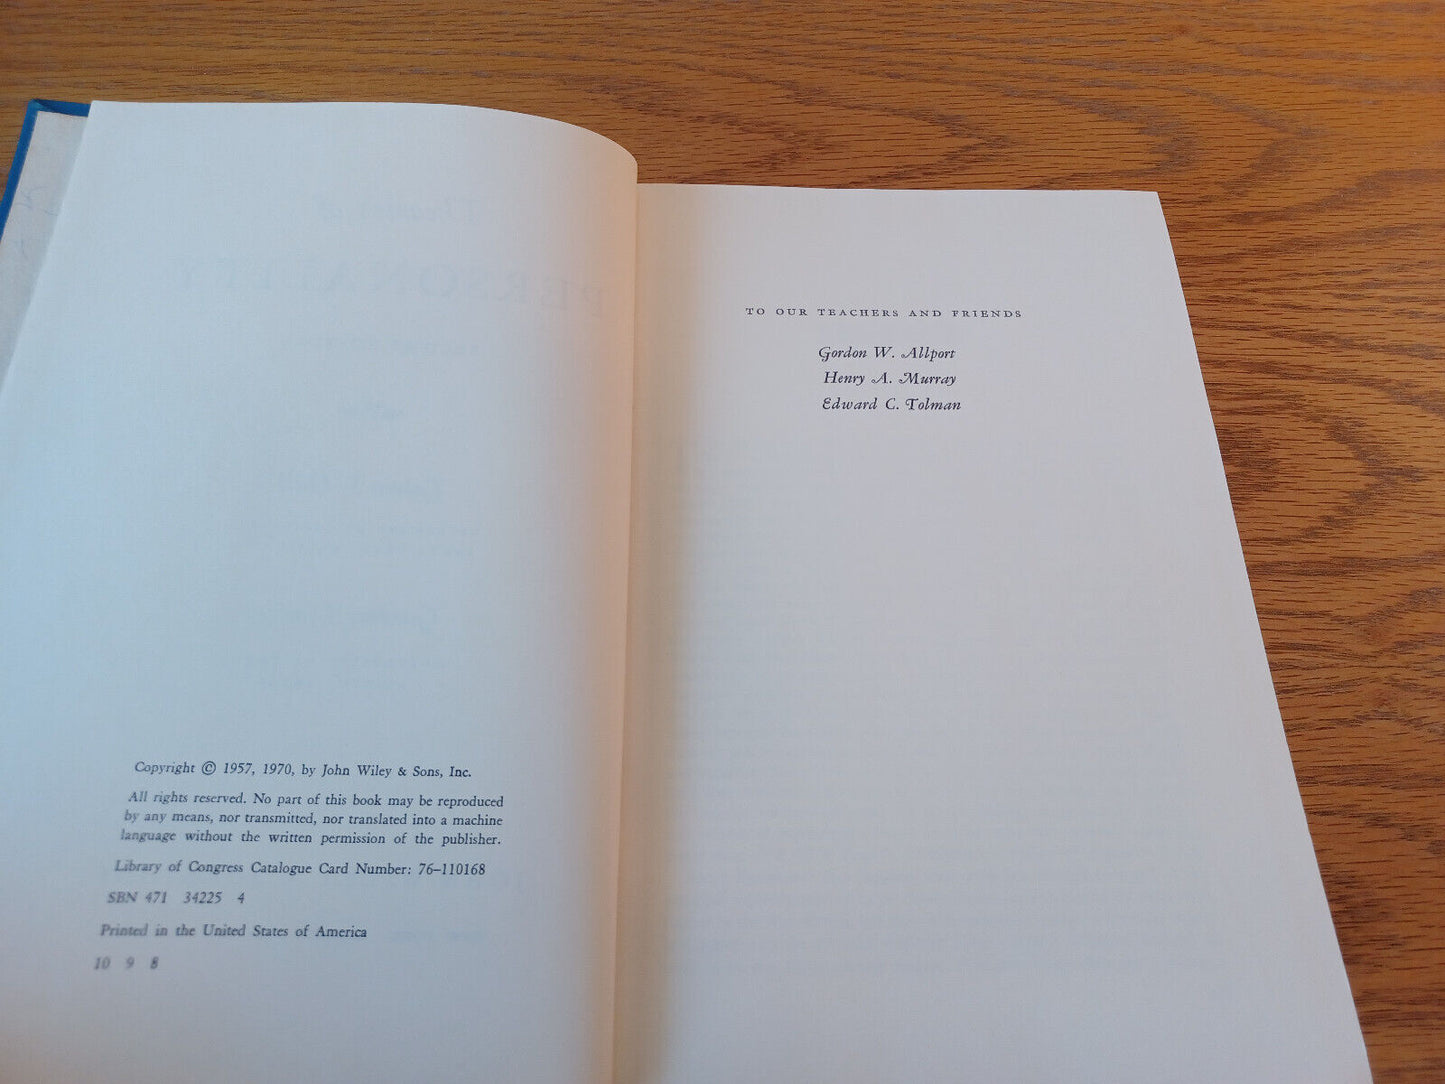 Copyright © 1957, 1970, by John Wiley & Sons, Inc.
All rights reserved. No part of this book may be reproduced
by any means, nor transmitted, nor translated into a machine
language without the written permission of the publisher.
Library of Congress Catalogue Card Number: 76–110168
SBN 471 34225 4
Printed in the United States of America
10 9 8
TO OUR TEACHERS AND FRIENDS
Gordon W. Allport
Henry A. Murray
Edward C. Tolman